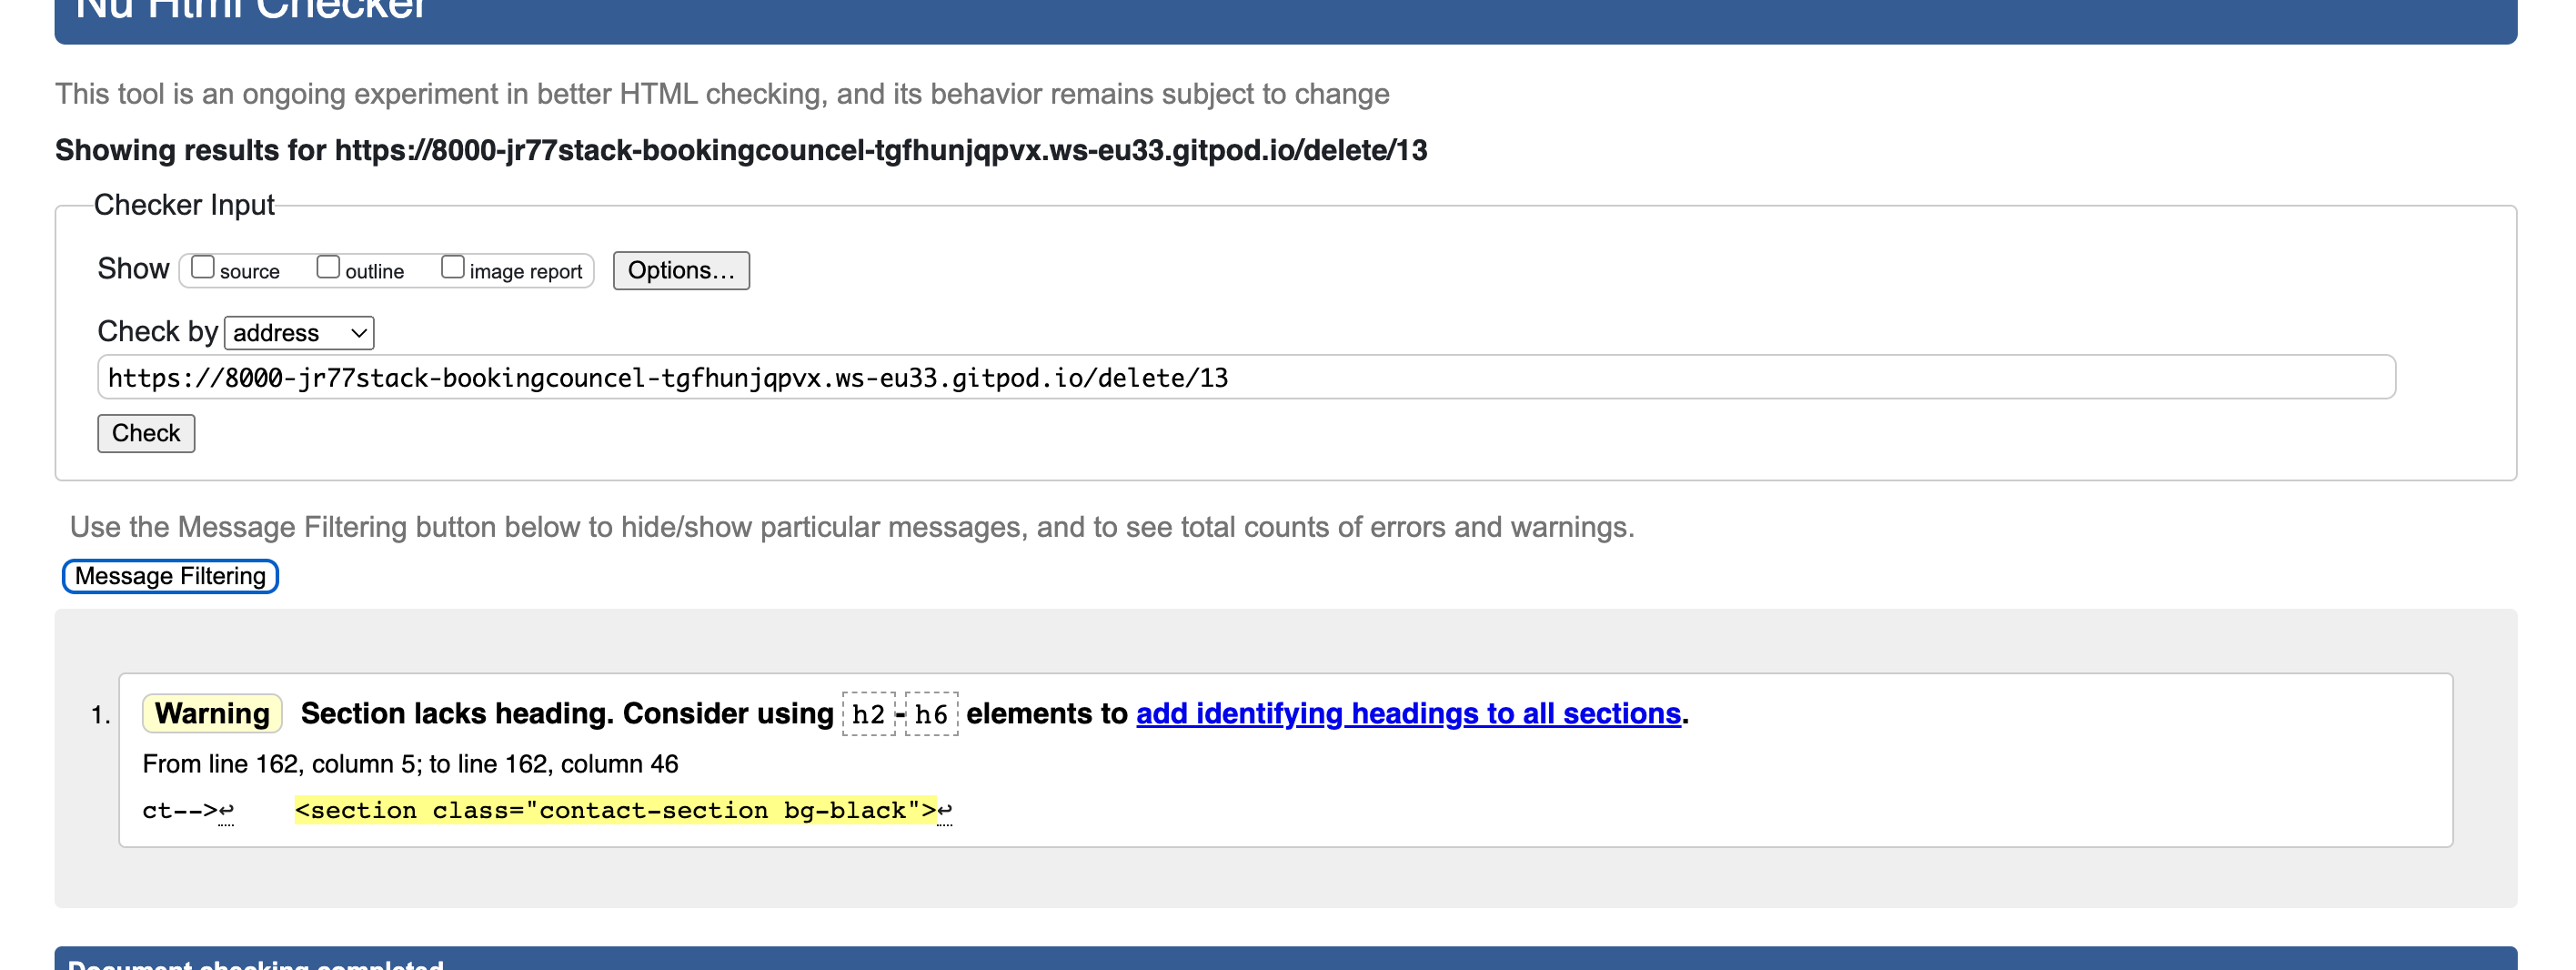 Nu Html Checker
This tool is an ongoing experiment in better HTML checking, and its behavior remains subject to change
Showing results for https://8000-jr77stack-bookingcouncel-tgfhunjqpvx.ws-eu33.gitpod.io/delete/13
Checker Input
Show source outline image report Options...
Check by address
https://8000-jr77stack-bookingcouncel-tgfhunjqpvx.ws-eu33.gitpod.io/delete/13
Check
Use the Message Filtering button below to hide/show particular messages, and to see total counts of errors and warnings.
Message Filtering
1. Warning Section lacks heading. Consider using h2-h6 elements to add identifying headings to all sections.
From line 162, column 5; to line 162, column 46
ct-->↩ <section class="contact-section bg-black">↩
Document checking completed